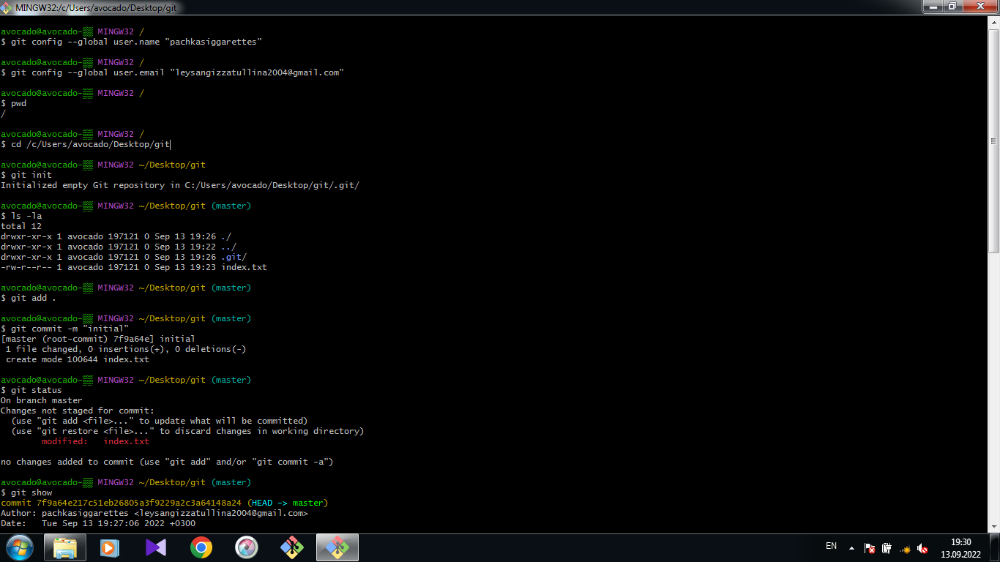 MINGW32:/c/Users/avocado/Desktop/git
avocado@avocado-▒▒ MINGW32 /
$ git config --global user.name "pachkasiggarettes"
avocado@avocado-▒▒ MINGW32 /
$ git config --global user.email "leysangizzatullina2004@gmail.com"
avocado@avocado-▒▒ MINGW32 /
$ pwd
/
avocado@avocado-▒▒ MINGW32 /
$ cd /c/Users/avocado/Desktop/git
avocado@avocado-▒▒ MINGW32 ~/Desktop/git
$ git init
Initialized empty Git repository in C:/Users/avocado/Desktop/git/.git/
avocado@avocado-▒▒ MINGW32 ~/Desktop/git (master)
$ ls -la
total 12
drwxr-xr-x 1 avocado 197121 0 Sep 13 19:26 ./
drwxr-xr-x 1 avocado 197121 0 Sep 13 19:22 ../
drwxr-xr-x 1 avocado 197121 0 Sep 13 19:26 .git/
-rw-r--r-- 1 avocado 197121 0 Sep 13 19:23 index.txt
avocado@avocado-▒▒ MINGW32 ~/Desktop/git (master)
$ git add .
avocado@avocado-▒▒ MINGW32 ~/Desktop/git (master)
$ git commit -m "initial"
[master (root-commit) 7f9a64e] initial
 1 file changed, 0 insertions(+), 0 deletions(-)
 create mode 100644 index.txt
avocado@avocado-▒▒ MINGW32 ~/Desktop/git (master)
$ git status
On branch master
Changes not staged for commit:
  (use "git add <file>..." to update what will be committed)
  (use "git restore <file>..." to discard changes in working directory)
        modified:   index.txt
no changes added to commit (use "git add" and/or "git commit -a")
avocado@avocado-▒▒ MINGW32 ~/Desktop/git (master)
$ git show
commit 7f9a64e217c51eb26805a3f9229a2c3a64148a24 (HEAD -> master)
Author: pachkasiggarettes <leysangizzatullina2004@gmail.com>
Date:   Tue Sep 13 19:27:06 2022 +0300
EN
19:30
13.09.2022